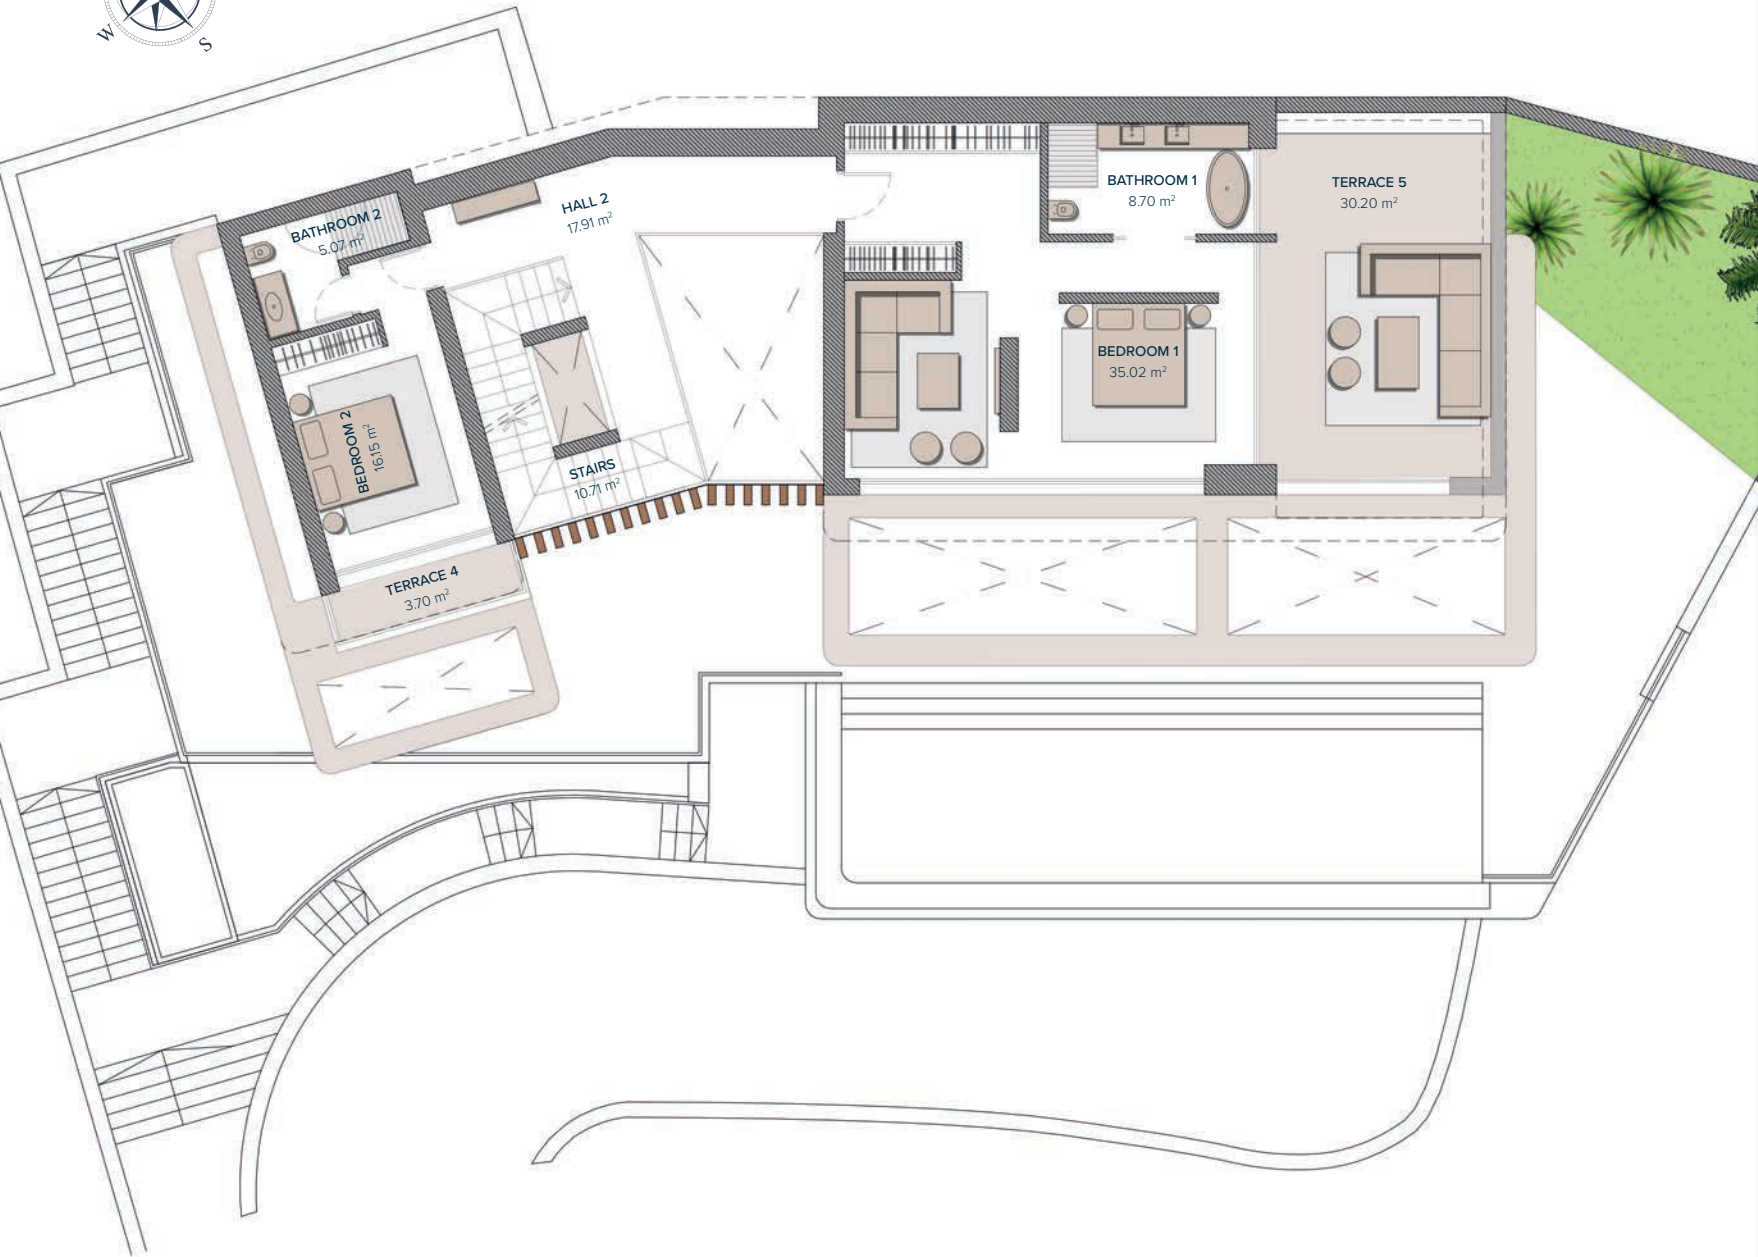 W
S
BATHROOM 2
5.07 m²
HALL 2
17.91 m²
BATHROOM 1
8.70 m²
TERRACE 5
30.20 m²
BEDROOM 1
35.02 m²
BEDROOM 2
16.15 m²
STAIRS
10.71 m²
TERRACE 4
3.70 m²